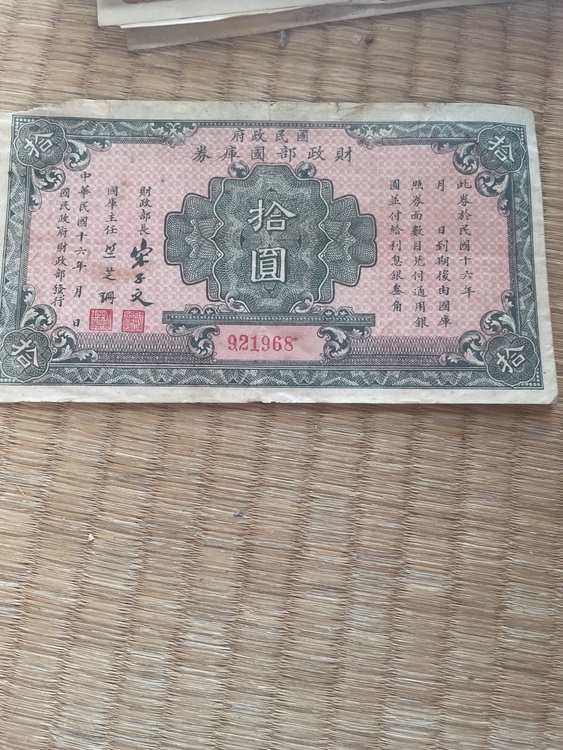 國民政府
財政部國庫券
拾
拾
拾圓
此券於民國十六年
月 日到期後由國庫
照券面數目兌付通用銀
圓並付給利息銀叁角
財政部長 宋子文
國庫主任
中華民國十六年 月 日
國民政府財政部發行
921968
拾
拾